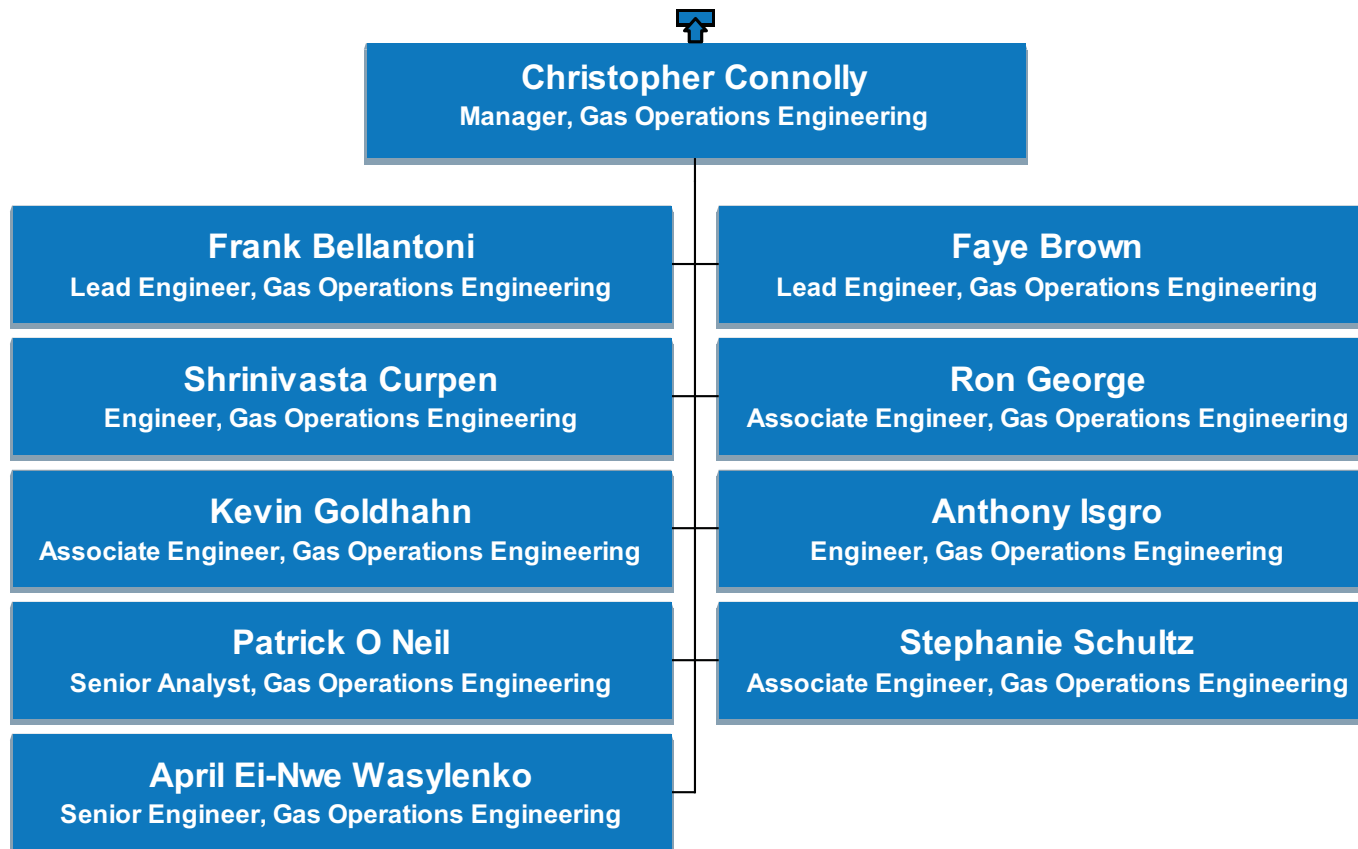 Christopher Connolly
Manager, Gas Operations Engineering
Frank Bellantoni
Lead Engineer, Gas Operations Engineering
Faye Brown
Lead Engineer, Gas Operations Engineering
Shrinivasta Curpen
Engineer, Gas Operations Engineering
Ron George
Associate Engineer, Gas Operations Engineering
Kevin Goldhahn
Associate Engineer, Gas Operations Engineering
Anthony Isgro
Engineer, Gas Operations Engineering
Patrick O Neil
Senior Analyst, Gas Operations Engineering
Stephanie Schultz
Associate Engineer, Gas Operations Engineering
April Ei-Nwe Wasylenko
Senior Engineer, Gas Operations Engineering